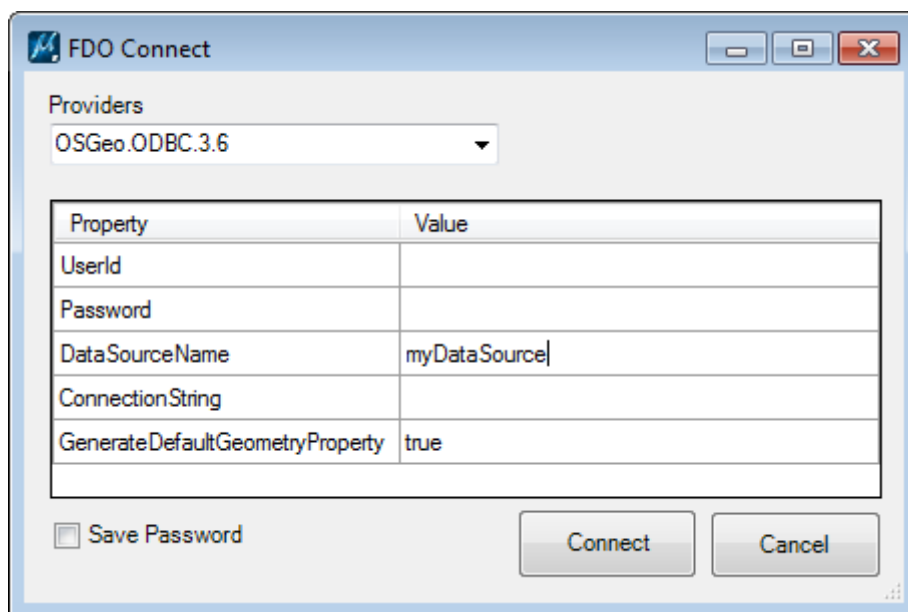 FDO Connect
Providers
OSGeo.ODBC.3.6
Property Value
UserId
Password
DataSourceName myDataSource
ConnectionString
GenerateDefaultGeometryProperty true
Save Password Connect Cancel